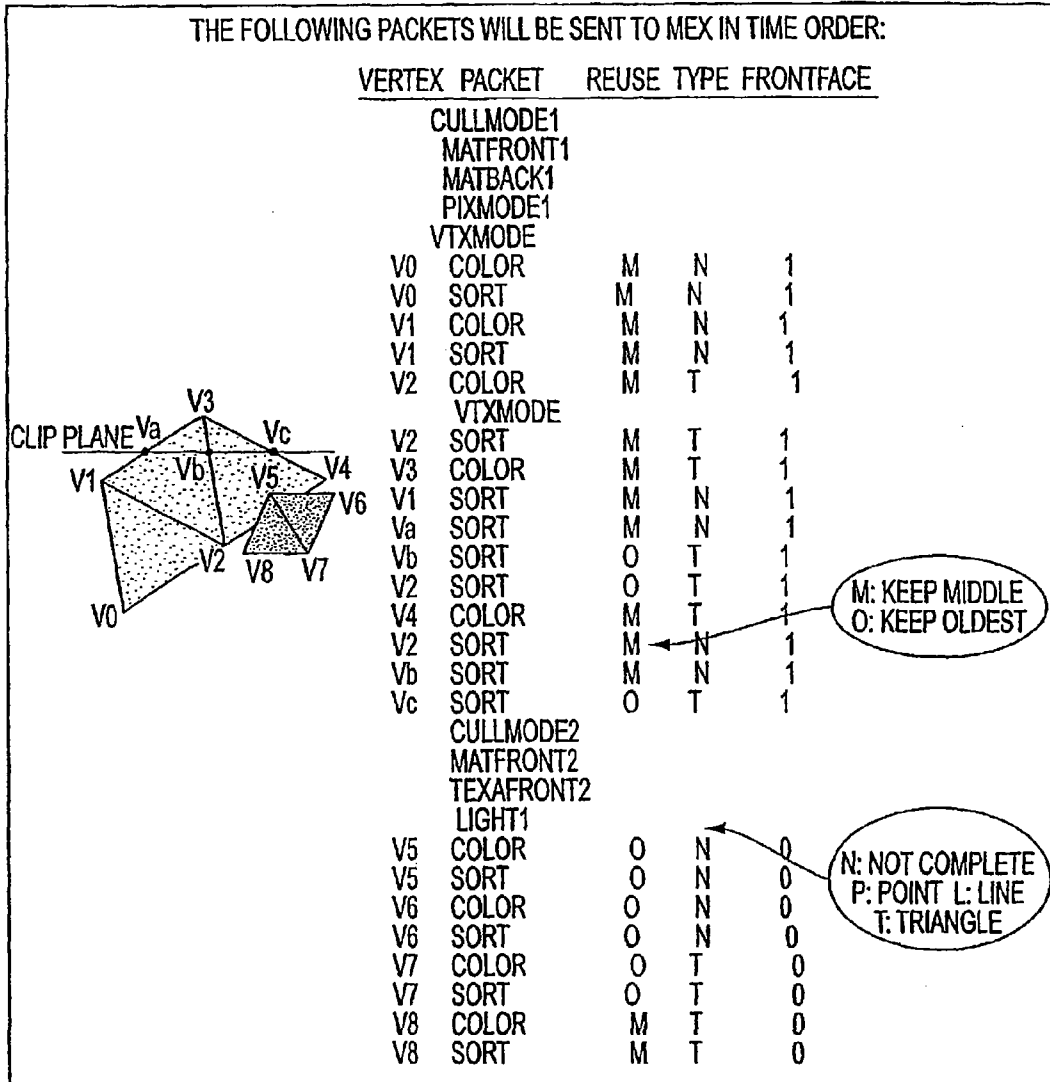 THE FOLLOWING PACKETS WILL BE SENT TO MEX IN TIME ORDER:
VERTEX PACKET REUSE TYPE FRONTFACE
CULLMODE1
MATFRONT1
MATBACK1
PIXMODE1
VTXMODE
V0 COLOR M N 1
V0 SORT M N 1
V1 COLOR M N 1
V1 SORT M N 1
V2 COLOR M T 1
VTXMODE
V2 SORT M T 1
V3 COLOR M T 1
V1 SORT M N 1
Va SORT M N 1
Vb SORT O T 1
V2 SORT O T 1
V4 COLOR M T 1
V2 SORT M N 1
Vb SORT M N 1
Vc SORT O T 1
CULLMODE2
MATFRONT2
TEXAFRONT2
LIGHT1
V5 COLOR O N 0
V5 SORT O N 0
V6 COLOR O N 0
V6 SORT O N 0
V7 COLOR O T 0
V7 SORT O T 0
V8 COLOR M T 0
V8 SORT M T 0
V3
CLIP PLANE Va Vc
Vb
V1 V5 V4
V6
V2 V8 V7
V0
M: KEEP MIDDLE
O: KEEP OLDEST
N: NOT COMPLETE
P: POINT L: LINE
T: TRIANGLE